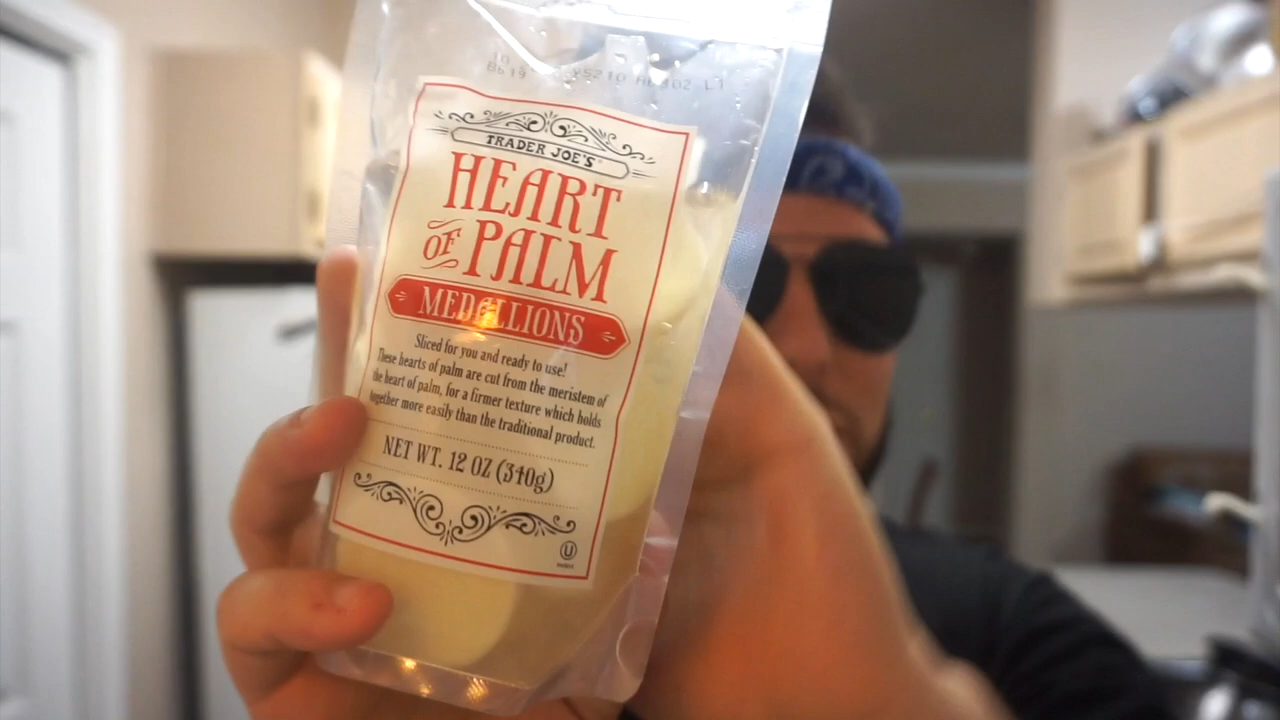 TRADER JOE'S
HEART
OF PALM
MEDALLIONS
Sliced for you and ready to use!
These hearts of palm are cut from the meristem of
the heart of palm, for a firmer texture which holds
together more easily than the traditional product.
NET WT. 12 OZ (340g)
U